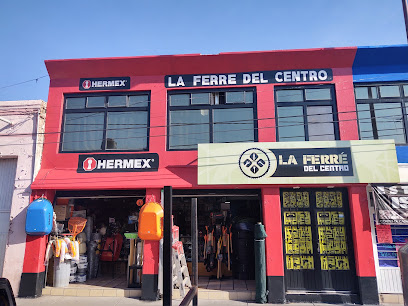 HERMEX
LA FERRE DEL CENTRO
HERMEX
LA FERRÉ
DEL CENTRO